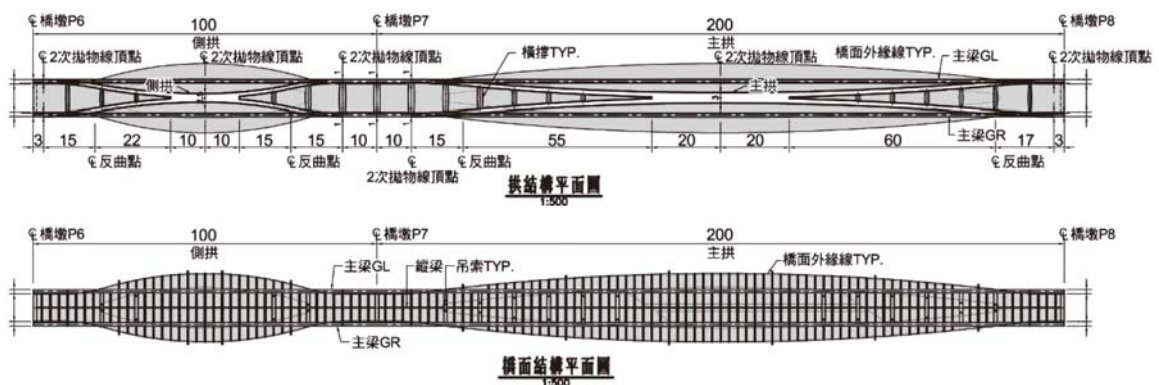 ℄橋墩P6 ℄橋墩P7 ℄橋墩P8
100 200
側拱 主拱
℄2次拋物線頂點 ℄2次拋物線頂點 ℄2次拋物線頂點 橫撐TYP. ℄2次拋物線頂點 橋面外緣線TYP. 主梁GL ℄2次拋物線頂點
側拱 主拱
主梁GR
3 15 22 10 10 15 15 10 10 15 55 20 20 60 17 3
℄反曲點 ℄反曲點 ℄ ℄反曲點 ℄反曲點
2次拋物線頂點
拱結構平面圖
1:500
℄橋墩P6 ℄橋墩P7 ℄橋墩P8
100 200
側拱 主拱
主梁GL 縱梁 吊索TYP. 橋面外緣線TYP.
主梁GR
橋面結構平面圖
1:500